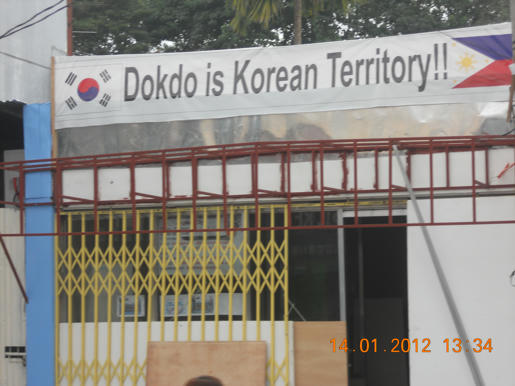 Dokdo is Korean Territory!!
14.01.2012 13:34